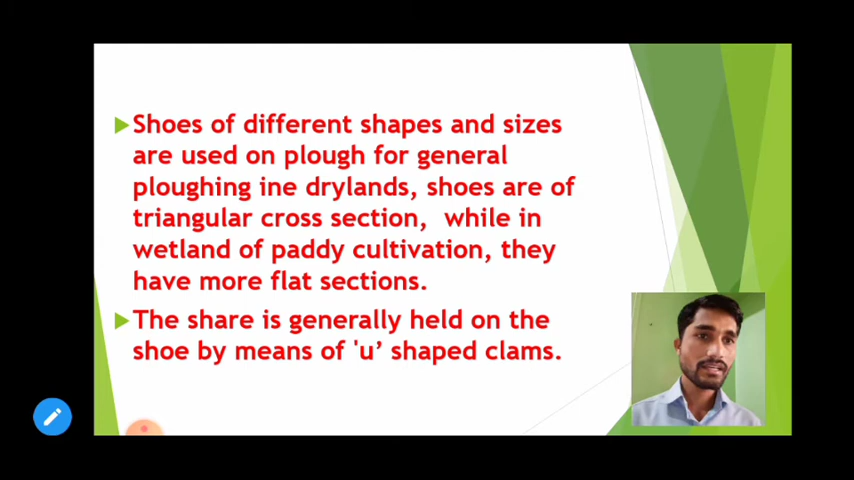 Shoes of different shapes and sizes
are used on plough for general
ploughing ine drylands, shoes are of
triangular cross section, while in
wetland of paddy cultivation, they
have more flat sections.
The share is generally held on the
shoe by means of 'u’ shaped clams.